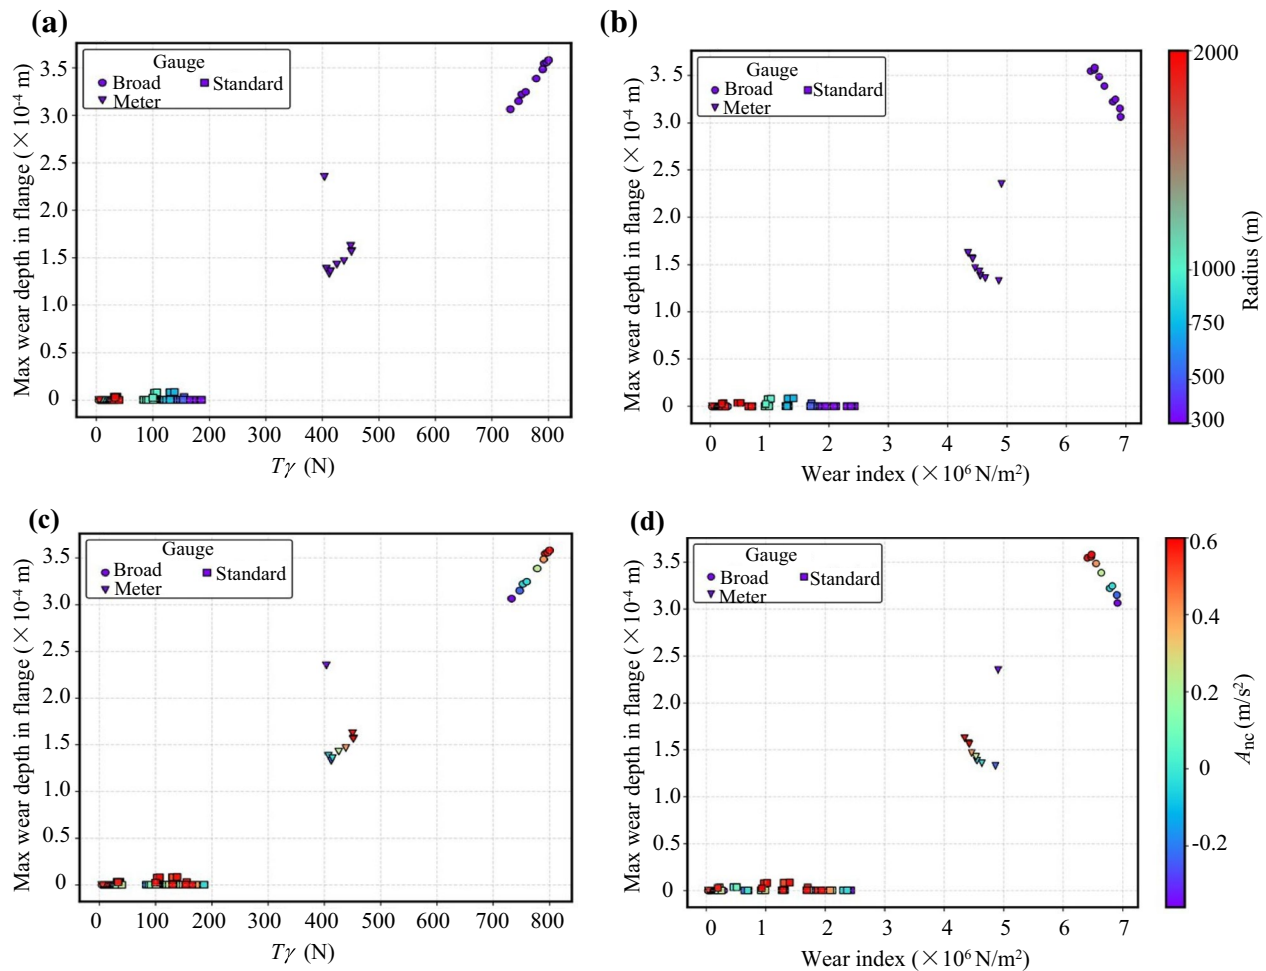 (a)
Gauge
Broad
Standard
Meter
Max wear depth in flange (×10⁻⁴ m)
3.5
3.0
2.5
2.0
1.5
1.0
0.5
0
0 100 200 300 400 500 600 700 800
Tγ (N)
(b)
Gauge
Broad
Standard
Meter
Max wear depth in flange (×10⁻⁴ m)
3.5
3.0
2.5
2.0
1.5
1.0
0.5
0
0 1 2 3 4 5 6 7
Wear index (×10⁶ N/m²)
2000
1000
750
500
300
Radius (m)
(c)
Gauge
Broad
Standard
Meter
Max wear depth in flange (×10⁻⁴ m)
3.5
3.0
2.5
2.0
1.5
1.0
0.5
0
0 100 200 300 400 500 600 700 800
Tγ (N)
(d)
Gauge
Broad
Standard
Meter
Max wear depth in flange (×10⁻⁴ m)
3.5
3.0
2.5
2.0
1.5
1.0
0.5
0
0 1 2 3 4 5 6 7
Wear index (×10⁶ N/m²)
0.6
0.4
0.2
0
-0.2
Anc (m/s²)